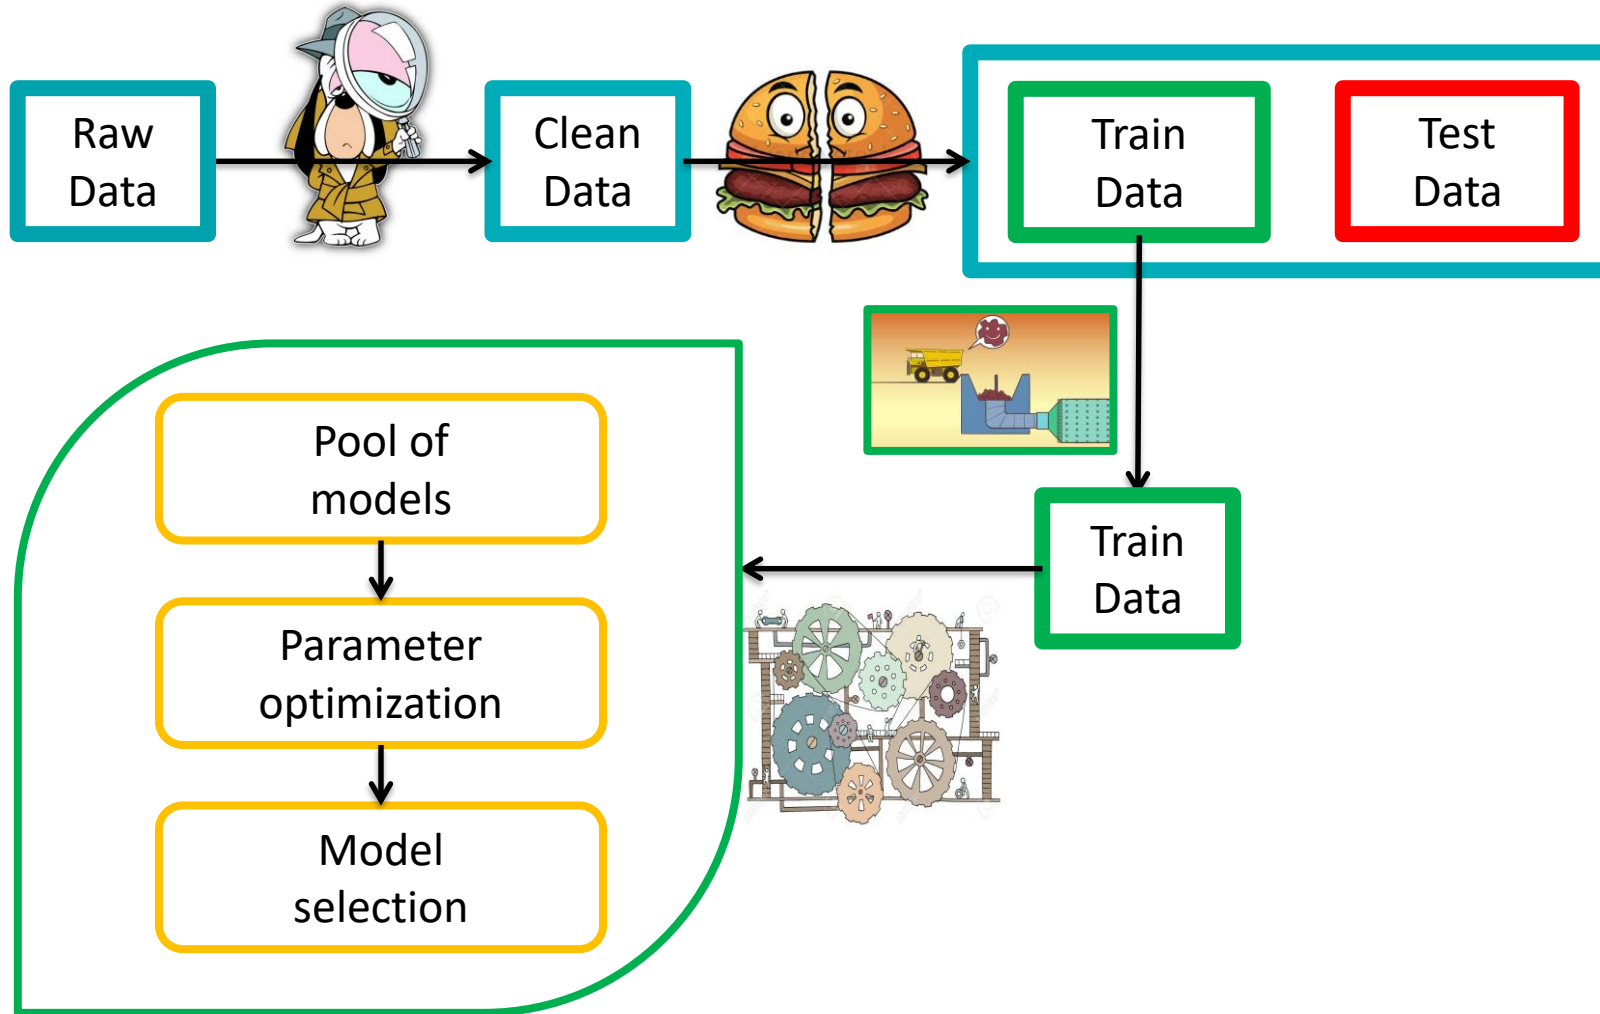 Raw
Data
Clean
Data
Train
Data
Test
Data
Train
Data
Pool of
models
Parameter
optimization
Model
selection